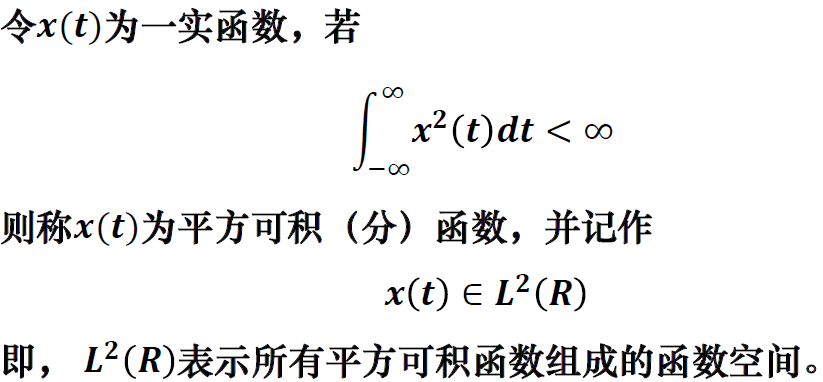 令x(t)为一实函数，若
∫_{-∞}^{∞} x²(t)dt < ∞
则称x(t)为平方可积（分）函数，并记作
x(t) ∈ L²(R)
即， L²(R)表示所有平方可积函数组成的函数空间。